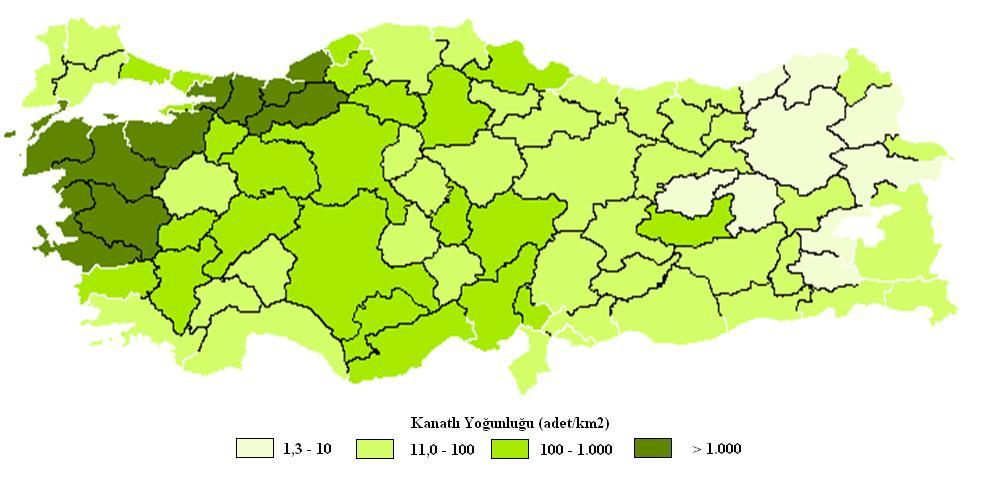 Kanatlı Yoğunluğu (adet/km2)
1,3 - 10 11,0 - 100 100 - 1.000 > 1.000